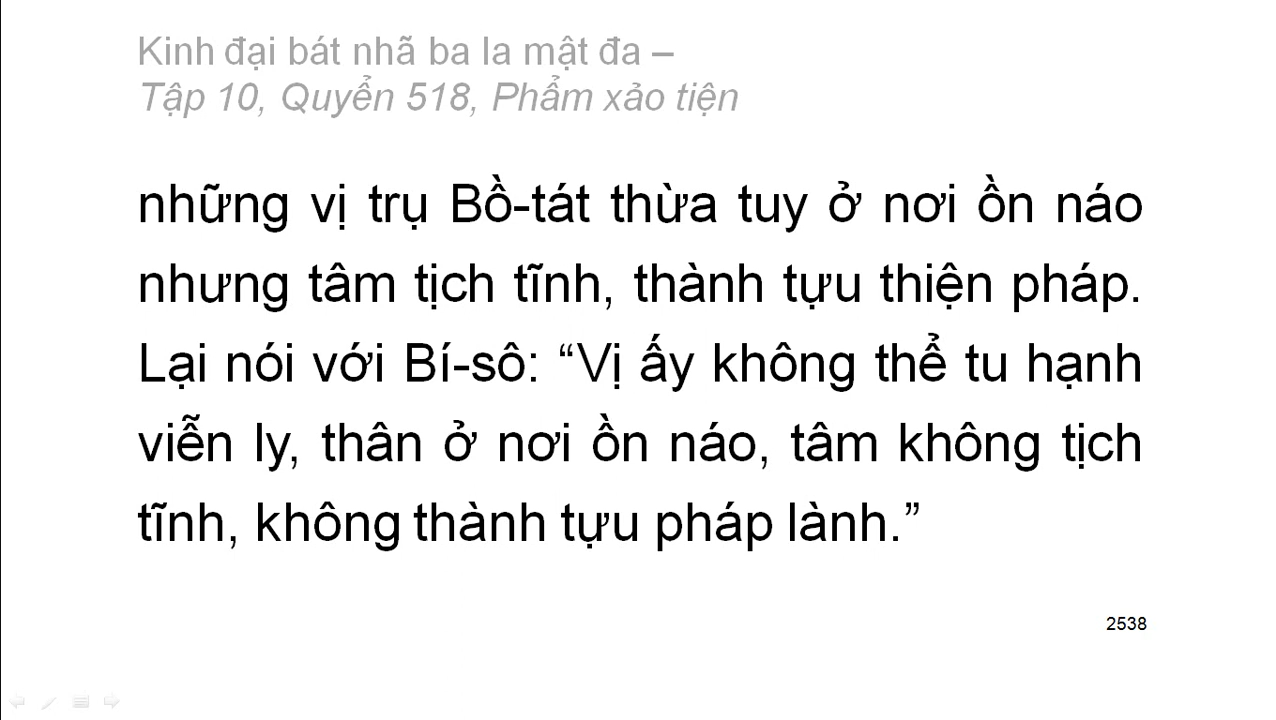 Kinh đại bát nhã ba la mật đa –
Tập 10, Quyển 518, Phẩm xảo tiện
những vị trụ Bồ-tát thừa tuy ở nơi ồn náo
nhưng tâm tịch tĩnh, thành tựu thiện pháp.
Lại nói với Bí-sô: “Vị ấy không thể tu hạnh
viễn ly, thân ở nơi ồn náo, tâm không tịch
tĩnh, không thành tựu pháp lành.”
2538